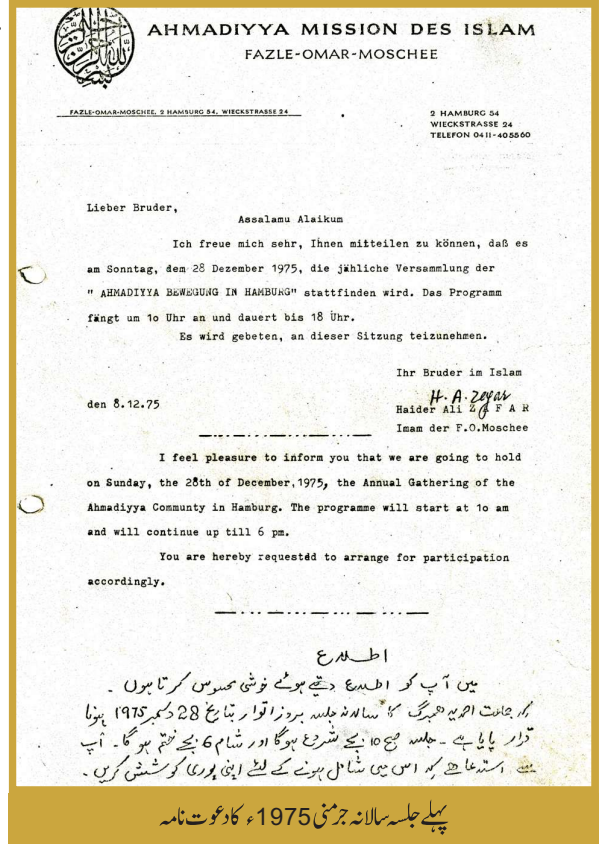 AHMADIYYA MISSION DES ISLAM
FAZLE-OMAR-MOSCHEE
FAZLE-OMAR-MOSCHEE, 2 HAMBURG 54, WIECKSTRASSE 24
2 HAMBURG 54
WIECKSTRASSE 24
TELEFON 0411-405560
Lieber Bruder,
Assalamu Alaikum
Ich freue mich sehr, Ihnen mitteilen zu können, daß es
am Sonntag, dem 28 Dezember 1975, die jähliche Versammlung der
" AHMADIYYA BEWEGUNG IN HAMBURG" stattfinden wird. Das Programm
fängt um 1o Uhr an und dauert bis 18 Uhr.
Es wird gebeten, an dieser Sitzung teizunehmen.
Ihr Bruder im Islam
H. A. Zafar
den 8.12.75
Haider Ali Z A F A R
Imam der F.O.Moschee
I feel pleasure to inform you that we are going to hold
on Sunday, the 28th of December,1975, the Annual Gathering of the
Ahmadiyya Communty in Hamburg. The programme will start at 1o am
and will continue up till 6 pm.
You are hereby requested to arrange for participation
accordingly.
اطلاع
میں آپ کو اطلاع دیتے ہوئے خوشی محسوس کرتا ہوں۔
کہ جماعت احمدیہ ھمبرگ کا سالانہ جلسہ بروز اتوار بتاریخ 28 دسمبر 1975 ہونا
قرار پایا ہے۔ جلسہ صبح 10 بجے شروع ہوگا اور شام 6 بجے ختم ہو گا۔ آپ
سے استدعا ہے کہ اس میں شامل ہونے کے لئے اپنی پوری کوشش کریں۔
پہلے جلسہ سالانہ جرمنی 1975ء کا دعوت نامہ